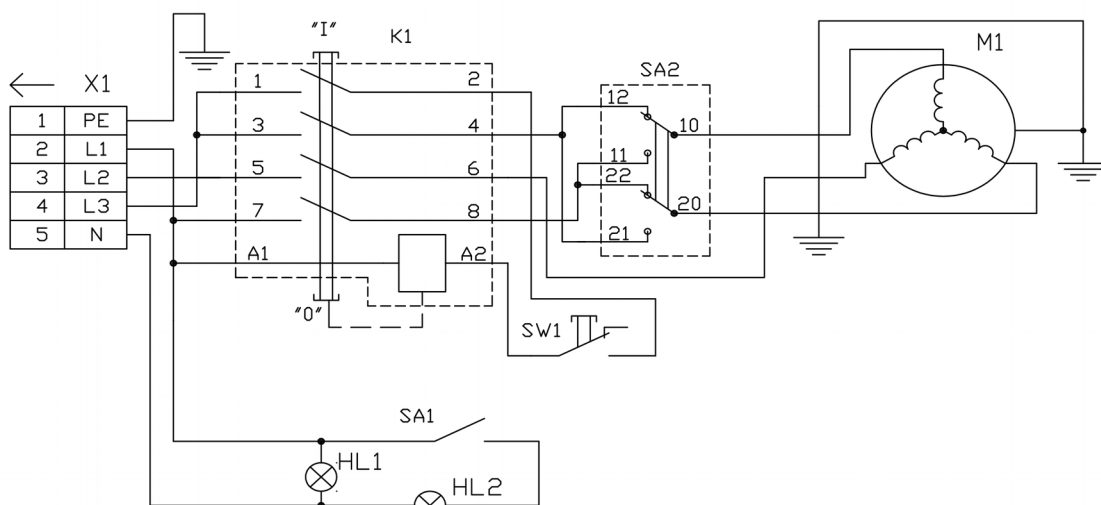 "I"
K1
X1
1 PE
2 L1
3 L2
4 L3
5 N
1 2
3 4
5 6
7 8
A1 A2
"0"
SA2
12
10
11
22
20
21
M1
SW1
SA1
HL1
HL2